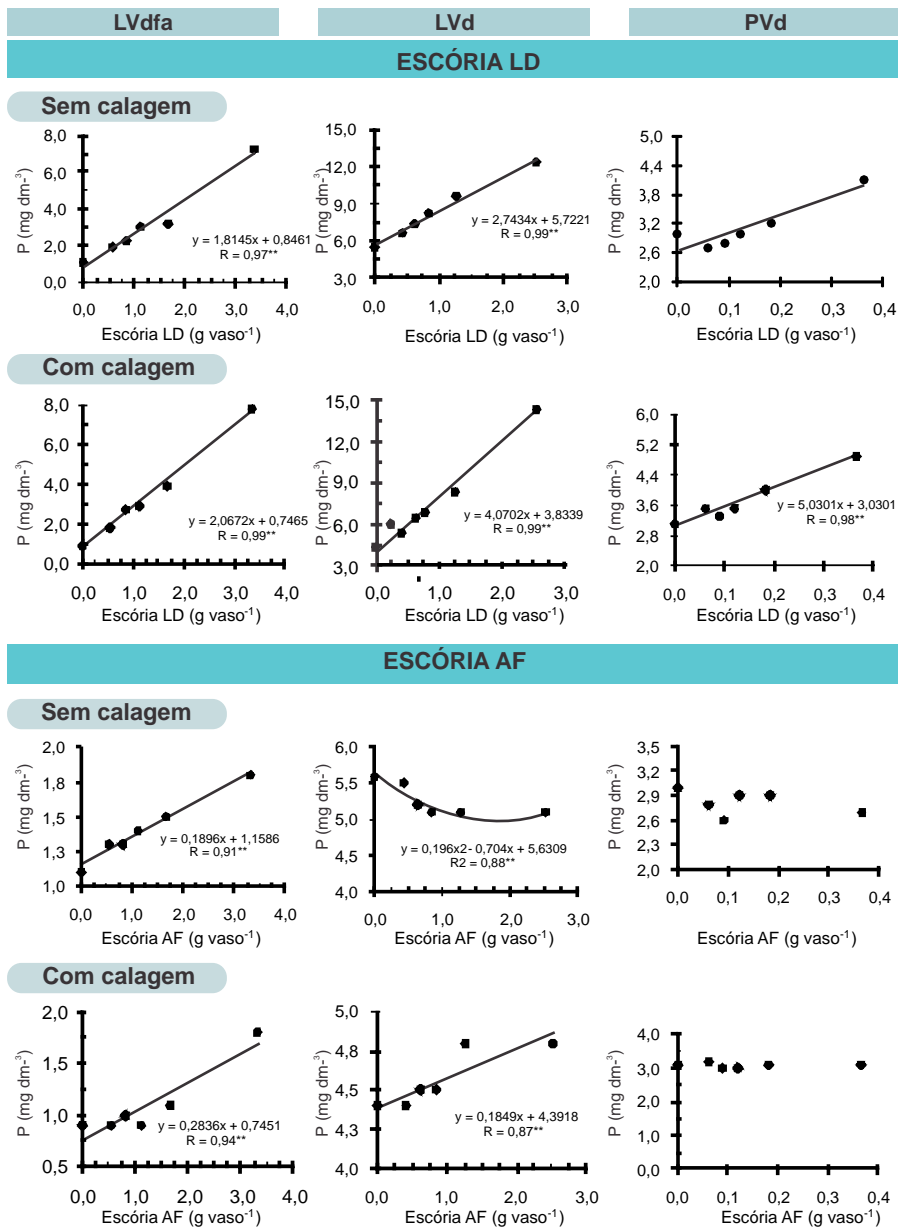 LVdfa
LVd
PVd
ESCÓRIA LD
Sem calagem
P (mg dm-³)
8,0
6,0
4,0
2,0
0,0
y = 1,8145x + 0,8461
R = 0,97**
0,0 1,0 2,0 3,0 4,0
Escória LD (g vaso-¹)
P (mg dm-³)
15,0
12,0
9,0
6,0
3,0
y = 2,7434x + 5,7221
R = 0,99**
0,0 1,0 2,0 3,0
Escória LD (g vaso-¹)
P (mg dm-³)
5,0
4,4
3,8
3,2
2,6
2,0
0,0 0,1 0,2 0,3 0,4
Escória LD (g vaso-¹)
Com calagem
P (mg dm-³)
8,0
6,0
4,0
2,0
0,0
y = 2,0672x + 0,7465
R = 0,99**
0,0 1,0 2,0 3,0 4,0
Escória LD (g vaso-¹)
P (mg dm-³)
15,0
12,0
9,0
6,0
3,0
y = 4,0702x + 3,8339
R = 0,99**
0,0 1,0 2,0 3,0
Escória LD (g vaso-¹)
P (mg dm-³)
6,0
5,2
4,4
3,6
2,8
2,0
y = 5,0301x + 3,0301
R = 0,98**
0,0 0,1 0,2 0,3 0,4
Escória LD (g vaso-¹)
ESCÓRIA AF
Sem calagem
P (mg dm-³)
2,0
1,8
1,5
1,3
1,0
y = 0,1896x + 1,1586
R = 0,91**
0,0 1,0 2,0 3,0 4,0
Escória AF (g vaso-¹)
P (mg dm-³)
6,0
5,5
5,0
4,5
4,0
y = 0,196x2- 0,704x + 5,6309
R2 = 0,88**
0,0 1,0 2,0 3,0
Escória AF (g vaso-¹)
P (mg dm-³)
3,5
3,2
2,9
2,6
2,3
2,0
0,0 0,1 0,2 0,3 0,4
Escória AF (g vaso-¹)
Com calagem
P (mg dm-³)
2,0
1,5
1,0
0,5
y = 0,2836x + 0,7451
R = 0,94**
0,0 1,0 2,0 3,0 4,0
Escória AF (g vaso-¹)
P (mg dm-³)
5,0
4,8
4,5
4,3
4,0
y = 0,1849x + 4,3918
R = 0,87**
0,0 1,0 2,0 3,0
Escória AF (g vaso-¹)
P (mg dm-³)
4,0
3,0
2,0
1,0
0,0
0,0 0,1 0,2 0,3 0,4
Escória AF (g vaso-¹)